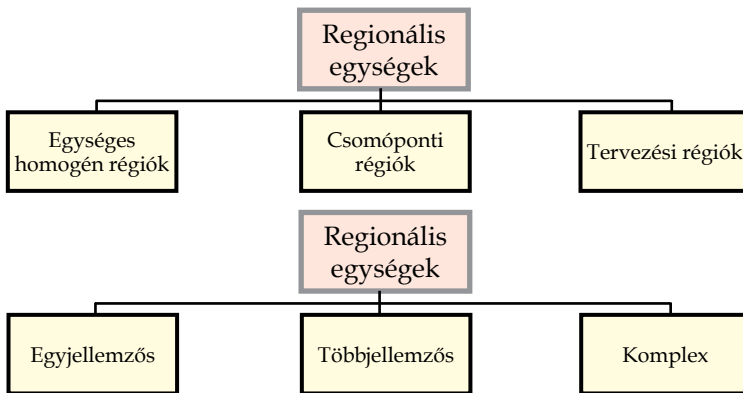 Regionális
egységek
Egységes
homogén régiók
Csomóponti
régiók
Tervezési régiók
Regionális
egységek
Egyjellemzős
Többjellemzős
Komplex